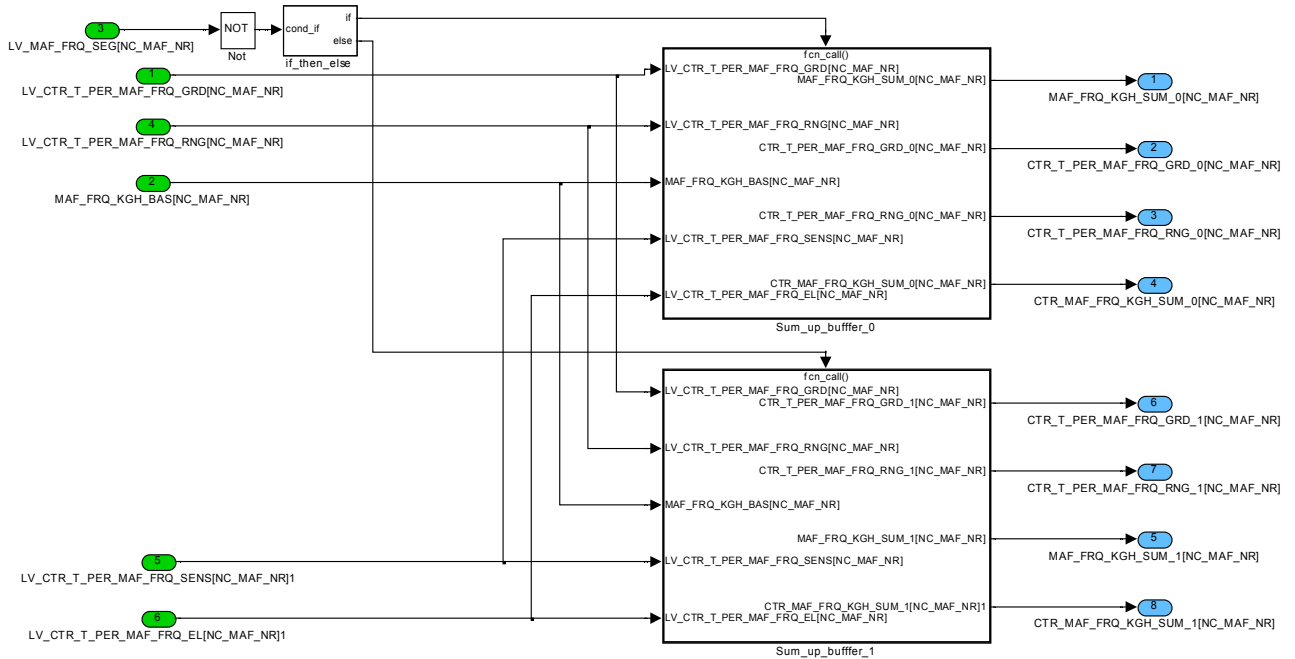 3
LV_MAF_FRQ_SEG[NC_MAF_NR]
NOT
Not
cond_if
if
else
if_then_else
1
LV_CTR_T_PER_MAF_FRQ_GRD[NC_MAF_NR]
4
LV_CTR_T_PER_MAF_FRQ_RNG[NC_MAF_NR]
2
MAF_FRQ_KGH_BAS[NC_MAF_NR]
fcn_call()
LV_CTR_T_PER_MAF_FRQ_GRD[NC_MAF_NR]
MAF_FRQ_KGH_SUM_0[NC_MAF_NR]
LV_CTR_T_PER_MAF_FRQ_RNG[NC_MAF_NR]
CTR_T_PER_MAF_FRQ_GRD_0[NC_MAF_NR]
MAF_FRQ_KGH_BAS[NC_MAF_NR]
CTR_T_PER_MAF_FRQ_RNG_0[NC_MAF_NR]
LV_CTR_T_PER_MAF_FRQ_SENS[NC_MAF_NR]
CTR_MAF_FRQ_KGH_SUM_0[NC_MAF_NR]
LV_CTR_T_PER_MAF_FRQ_EL[NC_MAF_NR]
Sum_up_bufffer_0
1
MAF_FRQ_KGH_SUM_0[NC_MAF_NR]
2
CTR_T_PER_MAF_FRQ_GRD_0[NC_MAF_NR]
3
CTR_T_PER_MAF_FRQ_RNG_0[NC_MAF_NR]
4
CTR_MAF_FRQ_KGH_SUM_0[NC_MAF_NR]
fcn_call()
LV_CTR_T_PER_MAF_FRQ_GRD[NC_MAF_NR]
CTR_T_PER_MAF_FRQ_GRD_1[NC_MAF_NR]
LV_CTR_T_PER_MAF_FRQ_RNG[NC_MAF_NR]
CTR_T_PER_MAF_FRQ_RNG_1[NC_MAF_NR]
MAF_FRQ_KGH_BAS[NC_MAF_NR]
MAF_FRQ_KGH_SUM_1[NC_MAF_NR]
LV_CTR_T_PER_MAF_FRQ_SENS[NC_MAF_NR]
CTR_MAF_FRQ_KGH_SUM_1[NC_MAF_NR]1
LV_CTR_T_PER_MAF_FRQ_EL[NC_MAF_NR]
Sum_up_bufffer_1
6
CTR_T_PER_MAF_FRQ_GRD_1[NC_MAF_NR]
7
CTR_T_PER_MAF_FRQ_RNG_1[NC_MAF_NR]
5
MAF_FRQ_KGH_SUM_1[NC_MAF_NR]
8
CTR_MAF_FRQ_KGH_SUM_1[NC_MAF_NR]
5
LV_CTR_T_PER_MAF_FRQ_SENS[NC_MAF_NR]1
6
LV_CTR_T_PER_MAF_FRQ_EL[NC_MAF_NR]1